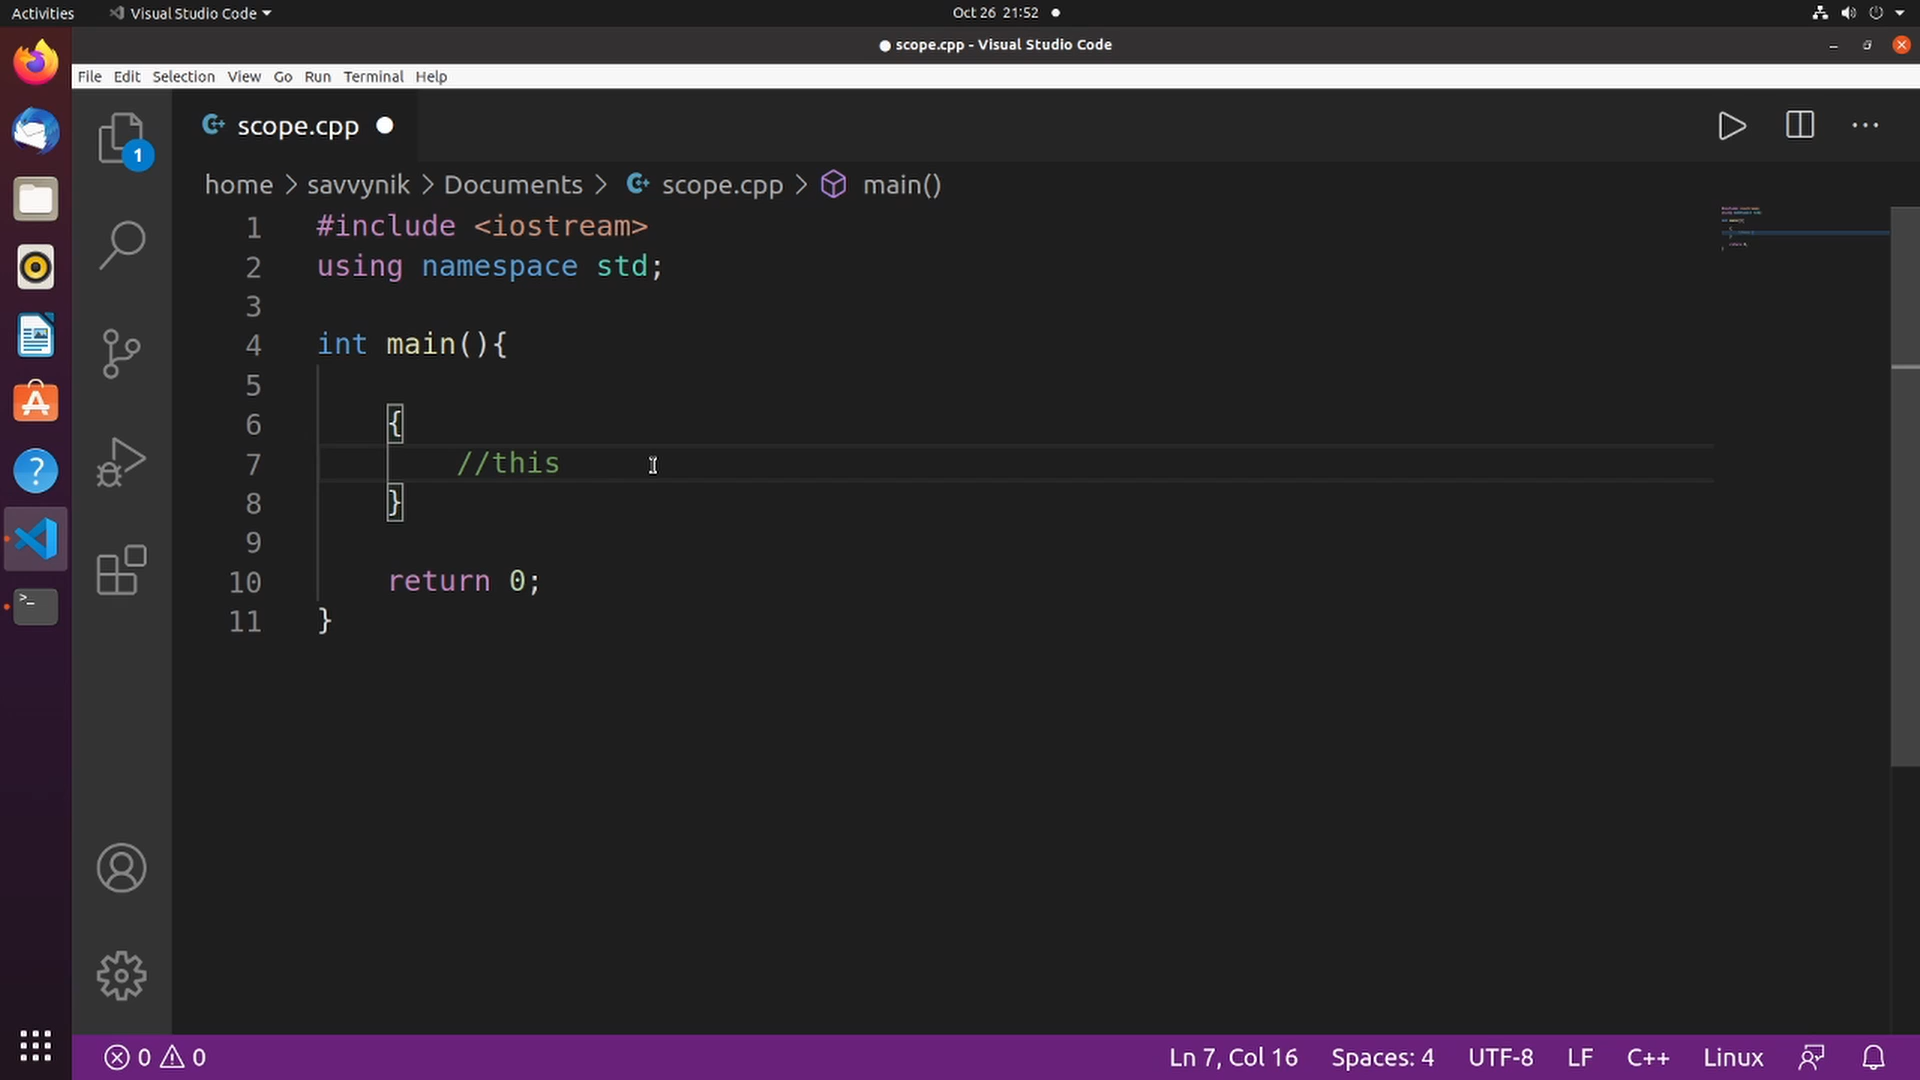 Activities Visual Studio Code Oct 26 21:52
scope.cpp - Visual Studio Code
File Edit Selection View Go Run Terminal Help
scope.cpp
1
home > savvynik > Documents > scope.cpp > main()
1 #include <iostream>
2 using namespace std;
3
4 int main(){
5
6 {
7 //this
8 }
9
10 return 0;
11 }
0 0 Ln 7, Col 16 Spaces: 4 UTF-8 LF C++ Linux